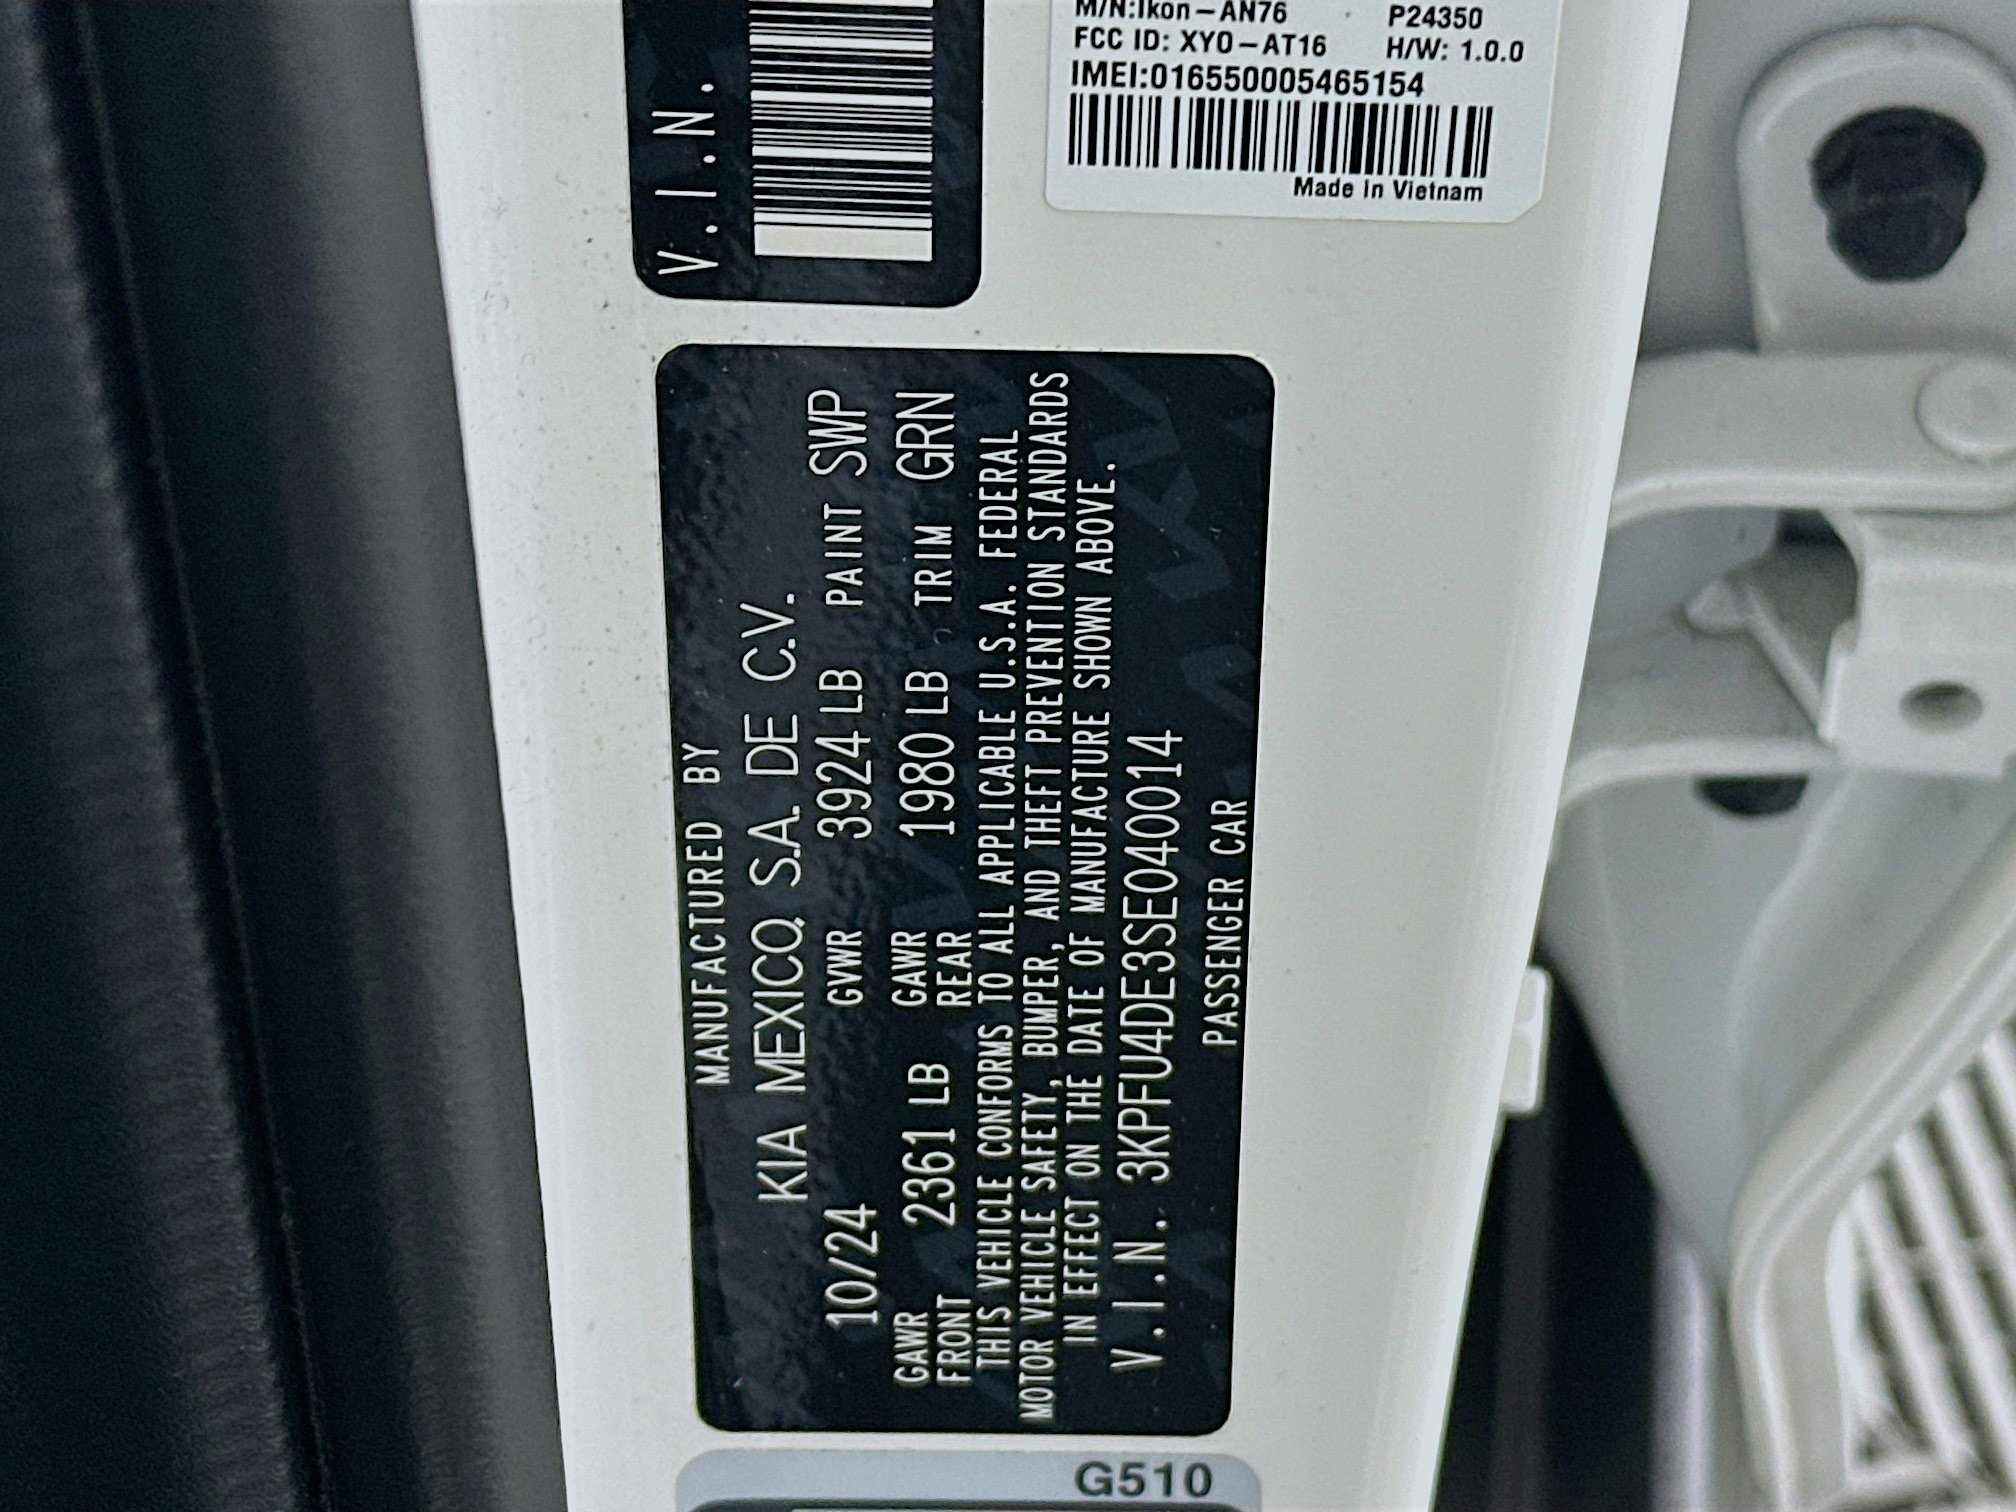 M/N:Ikon-AN76 P24350
FCC ID: XYO-AT16 H/W: 1.0.0
IMEI:016550005465154
Made in Vietnam
V.I.N.
MANUFACTURED BY
KIA MEXICO, S.A. DE C.V.
10/24 GVWR 3924 LB PAINT SWP
GAWR FRONT 2361 LB GAWR REAR 1980 LB TRIM GRN
THIS VEHICLE CONFORMS TO ALL APPLICABLE U.S.A. FEDERAL
MOTOR VEHICLE SAFETY, BUMPER, AND THEFT PREVENTION STANDARDS
IN EFFECT ON THE DATE OF MANUFACTURE SHOWN ABOVE.
V.I.N. 3KPFU4DE3SE040014
PASSENGER CAR
G510